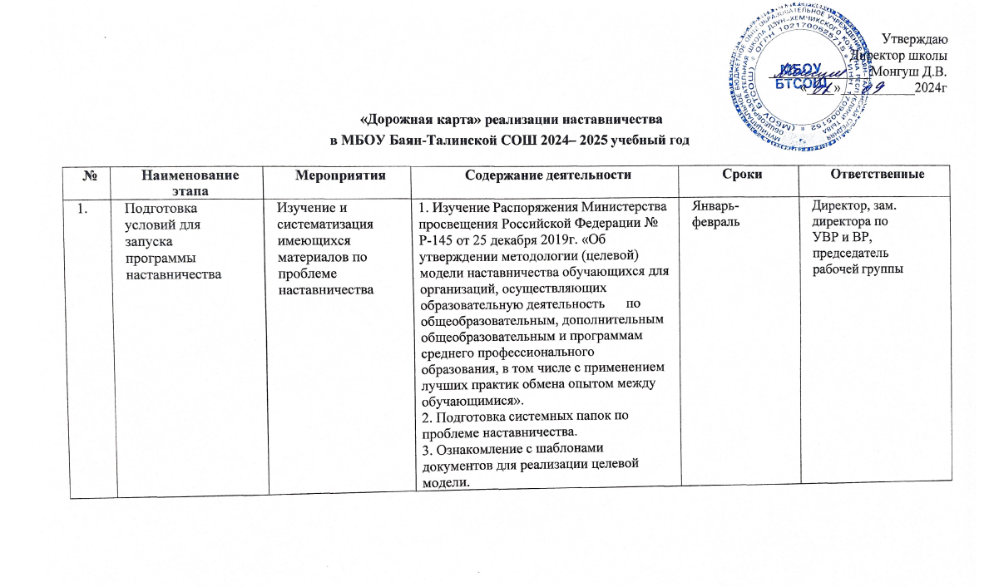 Утверждаю
Директор школы
Монгуш Д.В.
« » 09 2024г
МБОУ
БТСОШ
«Дорожная карта» реализации наставничества
в МБОУ Баян-Талинской СОШ 2024– 2025 учебный год
№
Наименование
этапа
Мероприятия
Содержание деятельности
Сроки
Ответственные
1.
Подготовка
условий для
запуска
программы
наставничества
Изучение и
систематизация
имеющихся
материалов по
проблеме
наставничества
1. Изучение Распоряжения Министерства
просвещения Российской Федерации №
Р-145 от 25 декабря 2019г. «Об
утверждении методологии (целевой)
модели наставничества обучающихся для
организаций, осуществляющих
образовательную деятельность по
общеобразовательным, дополнительным
общеобразовательным и программам
среднего профессионального
образования, в том числе с применением
лучших практик обмена опытом между
обучающимися».
2. Подготовка системных папок по
проблеме наставничества.
3. Ознакомление с шаблонами
документов для реализации целевой
модели.
Январь-
февраль
Директор, зам.
директора по
УВР и ВР,
председатель
рабочей группы